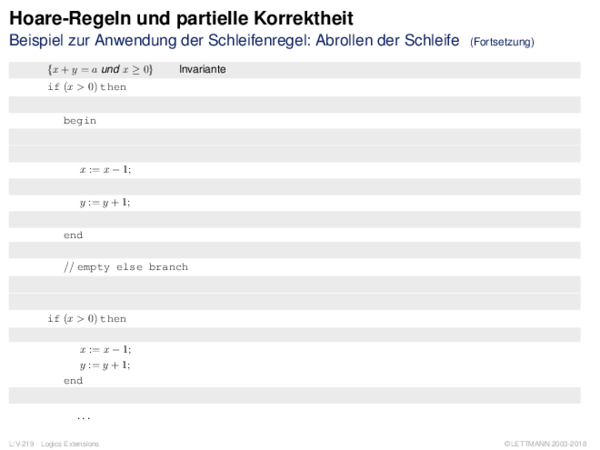 Hoare-Regeln und partielle Korrektheit
Beispiel zur Anwendung der Schleifenregel: Abrollen der Schleife (Fortsetzung)
{x + y = a und x ≥ 0} Invariante
if (x > 0) then
begin
x := x − 1;
y := y + 1;
end
// empty else branch
if (x > 0) then
x := x − 1;
y := y + 1;
end
...
L:V-219 Logics Extensions
©LETTMANN 2003-2018